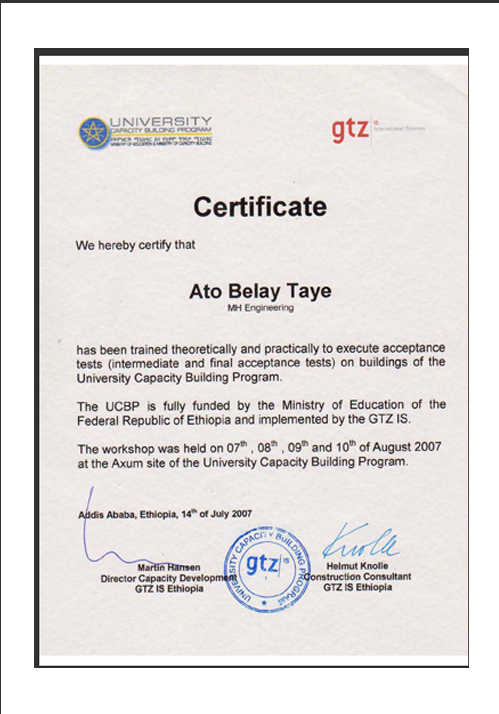 UNIVERSITY
CAPACITY BUILDING PROGRAM
MINISTRY OF EDUCATION & MINISTRY OF CAPACITY BUILDING
gtz IS
International Services
Certificate
We hereby certify that
Ato Belay Taye
MH Engineering
has been trained theoretically and practically to execute acceptance
tests (intermediate and final acceptance tests) on buildings of the
University Capacity Building Program.
The UCBP is fully funded by the Ministry of Education of the
Federal Republic of Ethiopia and implemented by the GTZ IS.
The workshop was held on 07th , 08th , 09th and 10th of August 2007
at the Axum site of the University Capacity Building Program.
Addis Ababa, Ethiopia, 14th of July 2007
Knolle
UNIVERSITY CAPACITY BUILDING PROGRAM
gtz IS
Martin Hansen
Director Capacity Development
GTZ IS Ethiopia
Helmut Knolle
Construction Consultant
GTZ IS Ethiopia